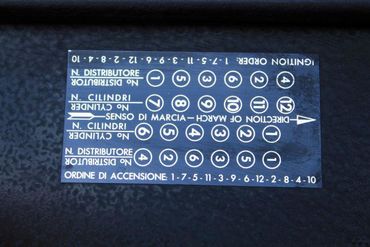 IGNITION ORDER: 1 - 7 - 5 - 11 - 3 - 9 - 6 - 12 - 2 - 8 - 4 - 10
N. DISTRIBUTORE 1 5 3 6 2 4
No DISTRIBUTOR
N. CILINDRI 7 8 9 10 11 12
No CYLINDER
SENSO DI MARCIA—DIRECTION OF MARCH
N. CILINDRI 6 5 4 3 2 1
No CYLINDER
N. DISTRIBUTORE 4 2 6 3 5 1
No DISTRIBUTOR
ORDINE DI ACCENSIONE: 1-7-5-11-3-9-6-12-2-8-4-10